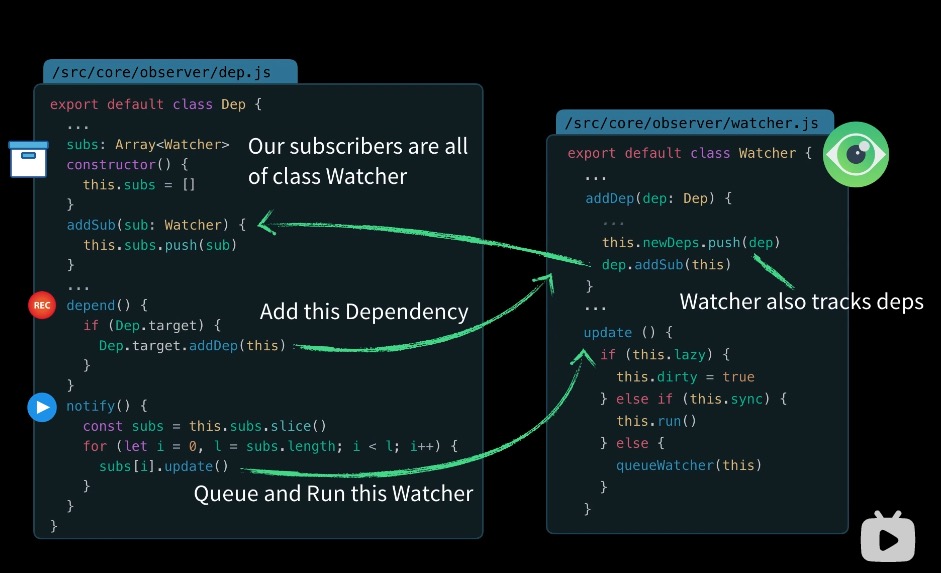 /src/core/observer/dep.js
export default class Dep {
...
subs: Array<Watcher>
constructor() {
this.subs = []
}
addSub(sub: Watcher) {
this.subs.push(sub)
}
...
depend() {
if (Dep.target) {
Dep.target.addDep(this)
}
}
notify() {
const subs = this.subs.slice()
for (let i = 0, l = subs.length; i < l; i++) {
subs[i].update()
}
}
}
Our subscribers are all
of class Watcher
REC
Add this Dependency
Queue and Run this Watcher
/src/core/observer/watcher.js
export default class Watcher {
...
addDep(dep: Dep) {
...
this.newDeps.push(dep)
dep.addSub(this)
}
...
Watcher also tracks deps
update () {
if (this.lazy) {
this.dirty = true
} else if (this.sync) {
this.run()
} else {
queueWatcher(this)
}
}